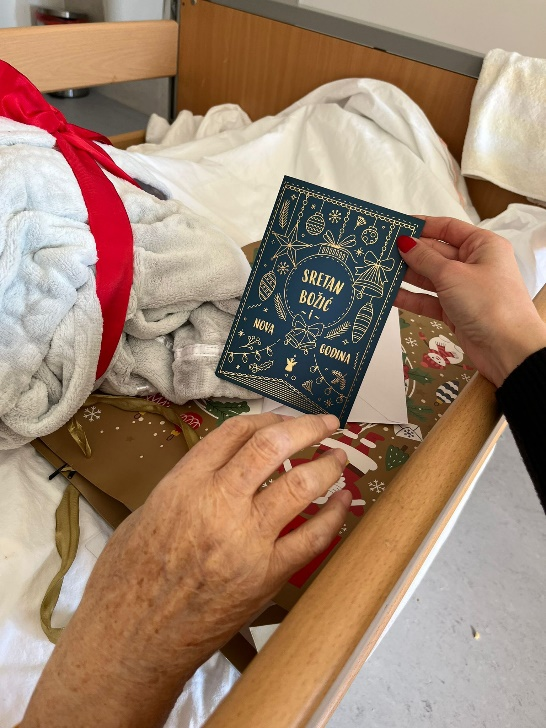 SRETAN
BOŽIĆ
- i -
NOVA
GODINA